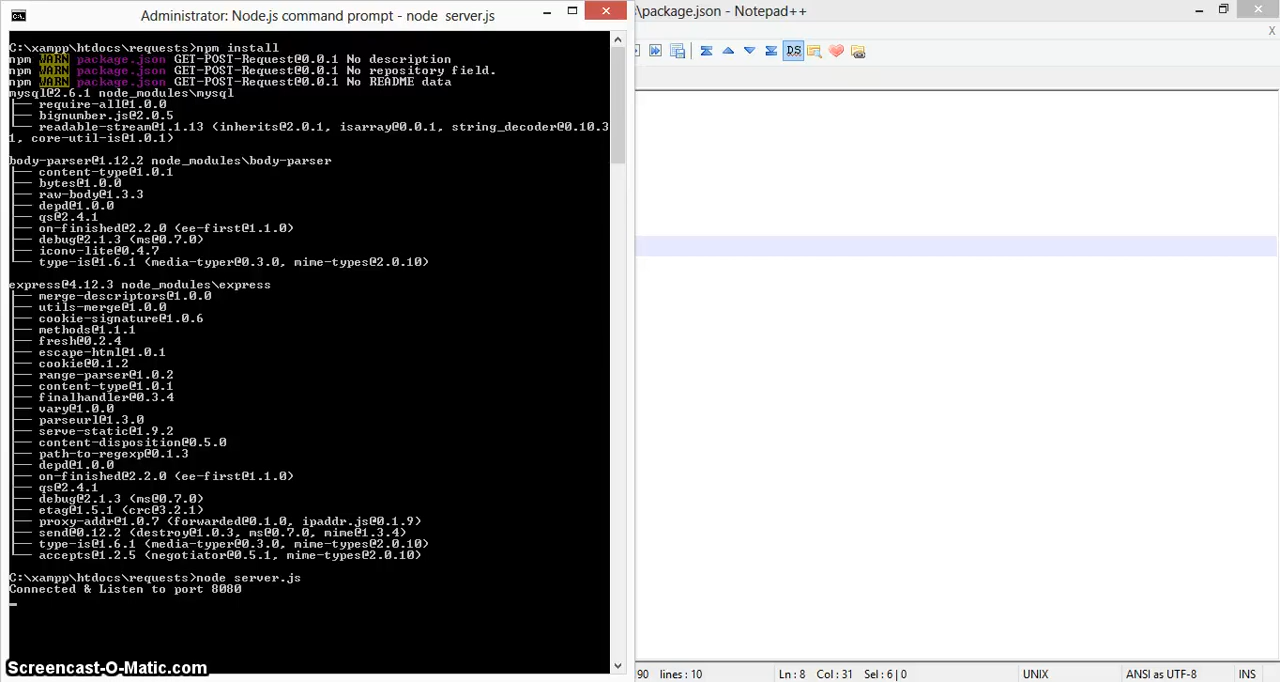 Administrator: Node.js command prompt - node server.js
\package.json - Notepad++
C:\xampp\htdocs\requests>npm install
npm WARN package.json GET-POST-Request@0.0.1 No description
npm WARN package.json GET-POST-Request@0.0.1 No repository field.
npm WARN package.json GET-POST-Request@0.0.1 No README data
mysql@2.6.1 node_modules\mysql
├── require-all@1.0.0
├── bignumber.js@2.0.5
└── readable-stream@1.1.13 (inherits@2.0.1, isarray@0.0.1, string_decoder@0.10.3
1, core-util-is@1.0.1)
body-parser@1.12.2 node_modules\body-parser
├── content-type@1.0.1
├── bytes@1.0.0
├── raw-body@1.3.3
├── depd@1.0.0
├── qs@2.4.1
├── on-finished@2.2.0 (ee-first@1.1.0)
├── debug@2.1.3 (ms@0.7.0)
├── iconv-lite@0.4.7
└── type-is@1.6.1 (media-typer@0.3.0, mime-types@2.0.10)
express@4.12.3 node_modules\express
├── merge-descriptors@1.0.0
├── utils-merge@1.0.0
├── cookie-signature@1.0.6
├── methods@1.1.1
├── fresh@0.2.4
├── escape-html@1.0.1
├── cookie@0.1.2
├── range-parser@1.0.2
├── content-type@1.0.1
├── finalhandler@0.3.4
├── vary@1.0.0
├── parseurl@1.3.0
├── serve-static@1.9.2
├── content-disposition@0.5.0
├── path-to-regexp@0.1.3
├── depd@1.0.0
├── on-finished@2.2.0 (ee-first@1.1.0)
├── qs@2.4.1
├── debug@2.1.3 (ms@0.7.0)
├── etag@1.5.1 (crc@3.2.1)
├── proxy-addr@1.0.7 (forwarded@0.1.0, ipaddr.js@0.1.9)
├── send@0.12.2 (destroy@1.0.3, ms@0.7.0, mime@1.3.4)
├── type-is@1.6.1 (media-typer@0.3.0, mime-types@2.0.10)
└── accepts@1.2.5 (negotiator@0.5.1, mime-types@2.0.10)
C:\xampp\htdocs\requests>node server.js
Connected & Listen to port 8080
Screencast-O-Matic.com
90 lines : 10 Ln : 8 Col : 31 Sel : 6 | 0 UNIX ANSI as UTF-8 INS